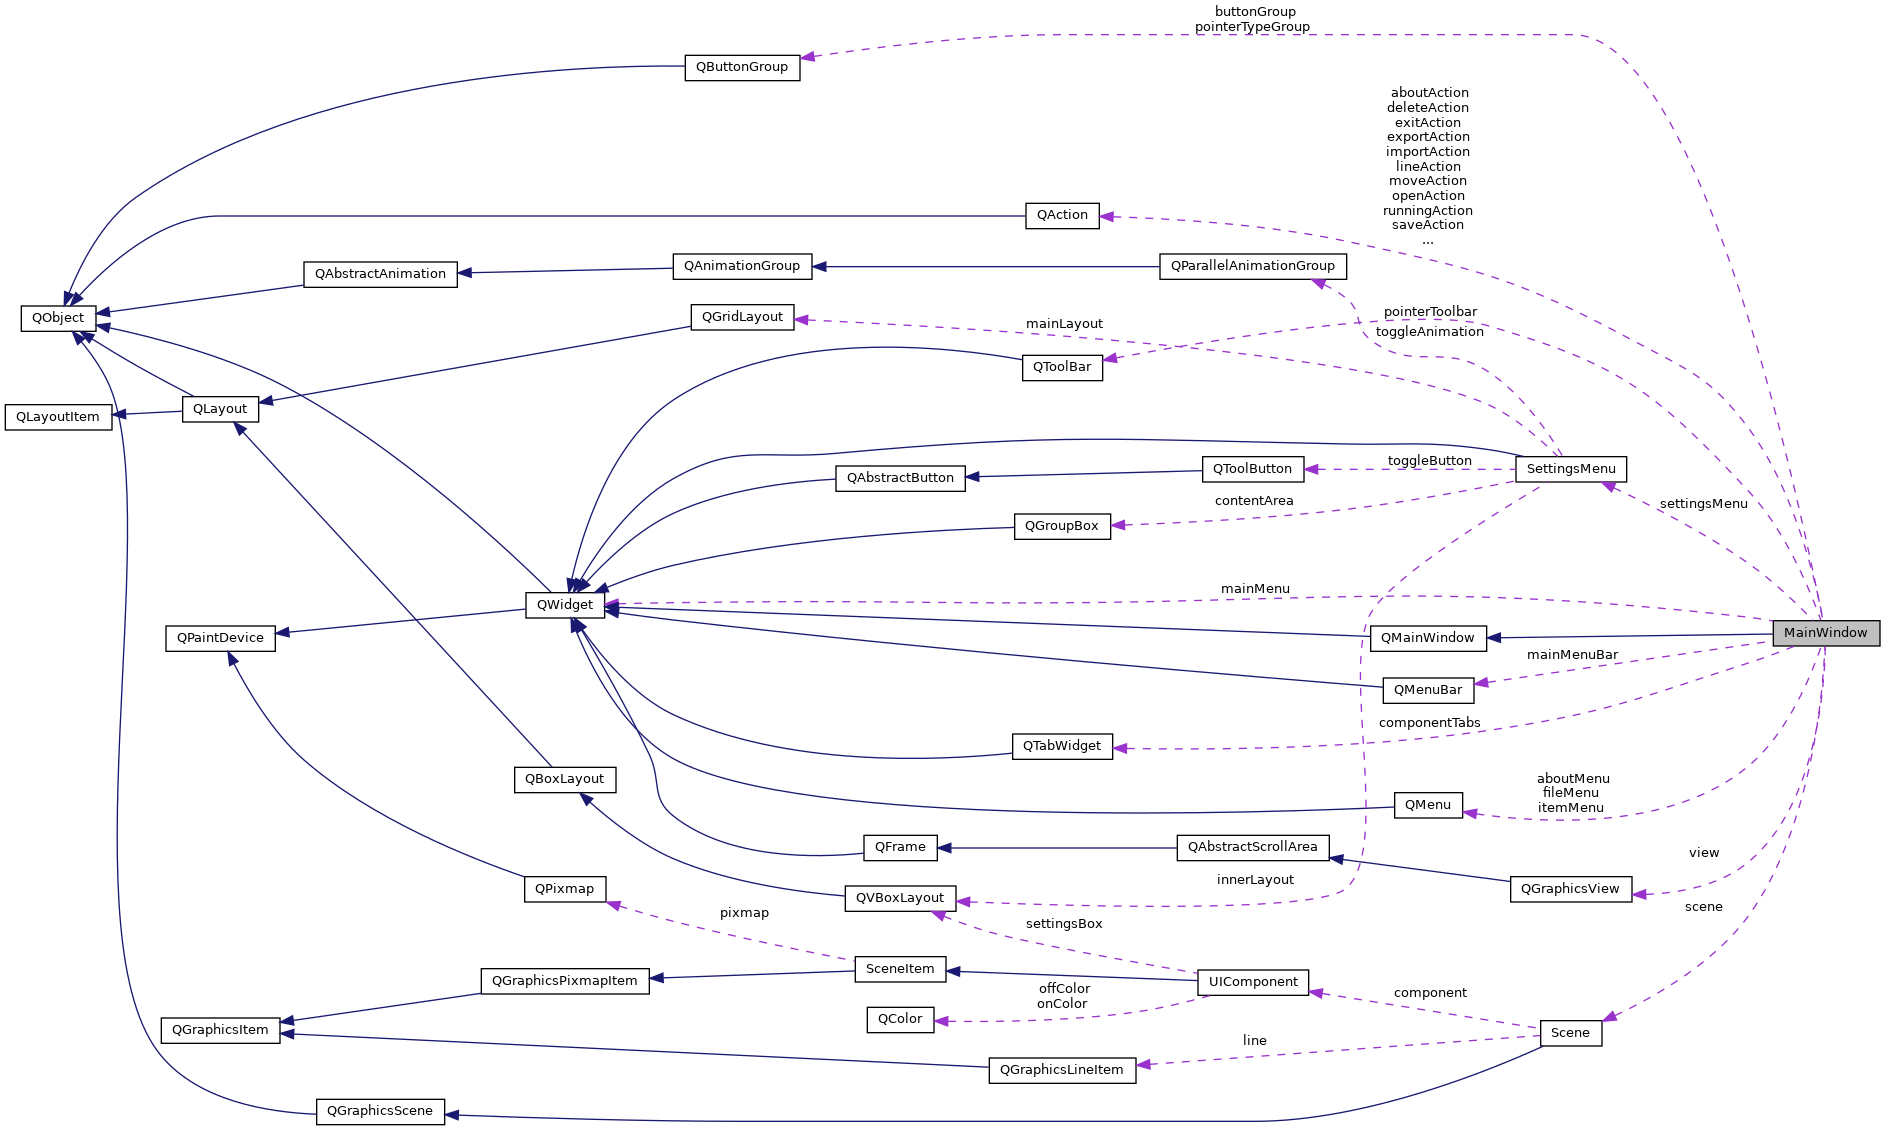 buttonGroup
pointerTypeGroup
QButtonGroup
aboutAction
deleteAction
exitAction
exportAction
importAction
lineAction
moveAction
openAction
runningAction
saveAction
...
QAction
QAbstractAnimation
QAnimationGroup
QParallelAnimationGroup
QObject
QGridLayout
mainLayout
pointerToolbar
toggleAnimation
QToolBar
QLayoutItem
QLayout
QAbstractButton
QToolButton
toggleButton
SettingsMenu
contentArea
settingsMenu
QGroupBox
mainMenu
QWidget
QPaintDevice
QMainWindow
MainWindow
mainMenuBar
QMenuBar
componentTabs
QTabWidget
QBoxLayout
aboutMenu
fileMenu
itemMenu
QMenu
QFrame
QAbstractScrollArea
view
QPixmap
QVBoxLayout
innerLayout
QGraphicsView
pixmap
settingsBox
scene
QGraphicsPixmapItem
SceneItem
UIComponent
component
offColor
onColor
QColor
QGraphicsItem
line
Scene
QGraphicsLineItem
QGraphicsScene